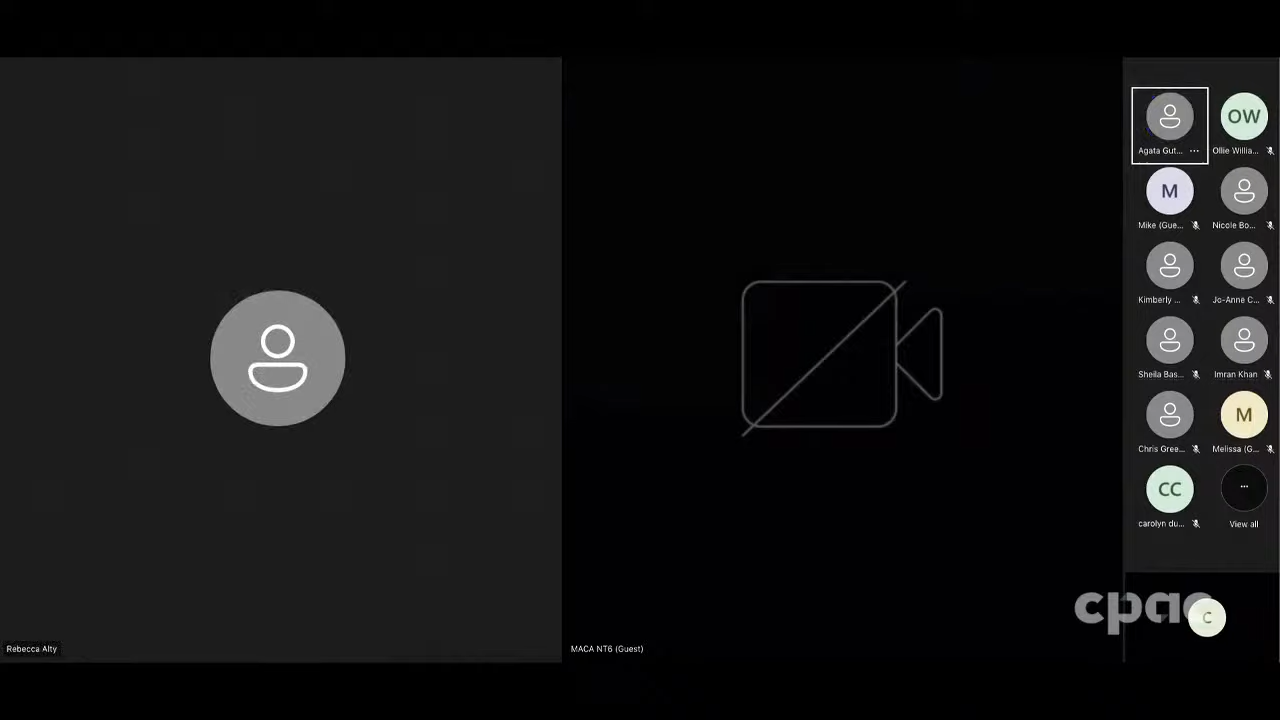 OW
Agata Gut...
Ollie Willia...
M
Mike (Gue...
Nicole Bo...
Kimberly ...
Jo-Anne C...
Sheila Bas...
Imran Khan
M
Chris Gree...
Melissa (G...
CC
...
carolyn du...
View all
cpac
C
Rebecca Alty
MACA NT6 (Guest)